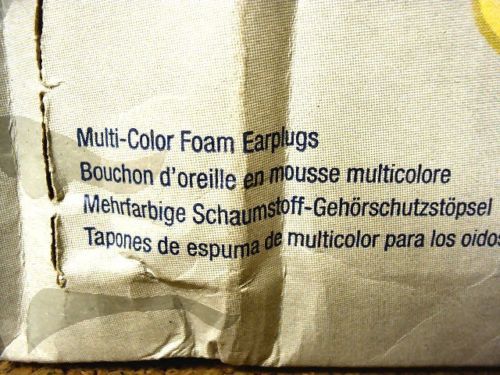 Multi-Color Foam Earplugs
Bouchon d'oreille en mousse multicolore
Mehrfarbige Schaumstoff-Gehörschutzstöpsel
Tapones de espuma de multicolor para los oidos